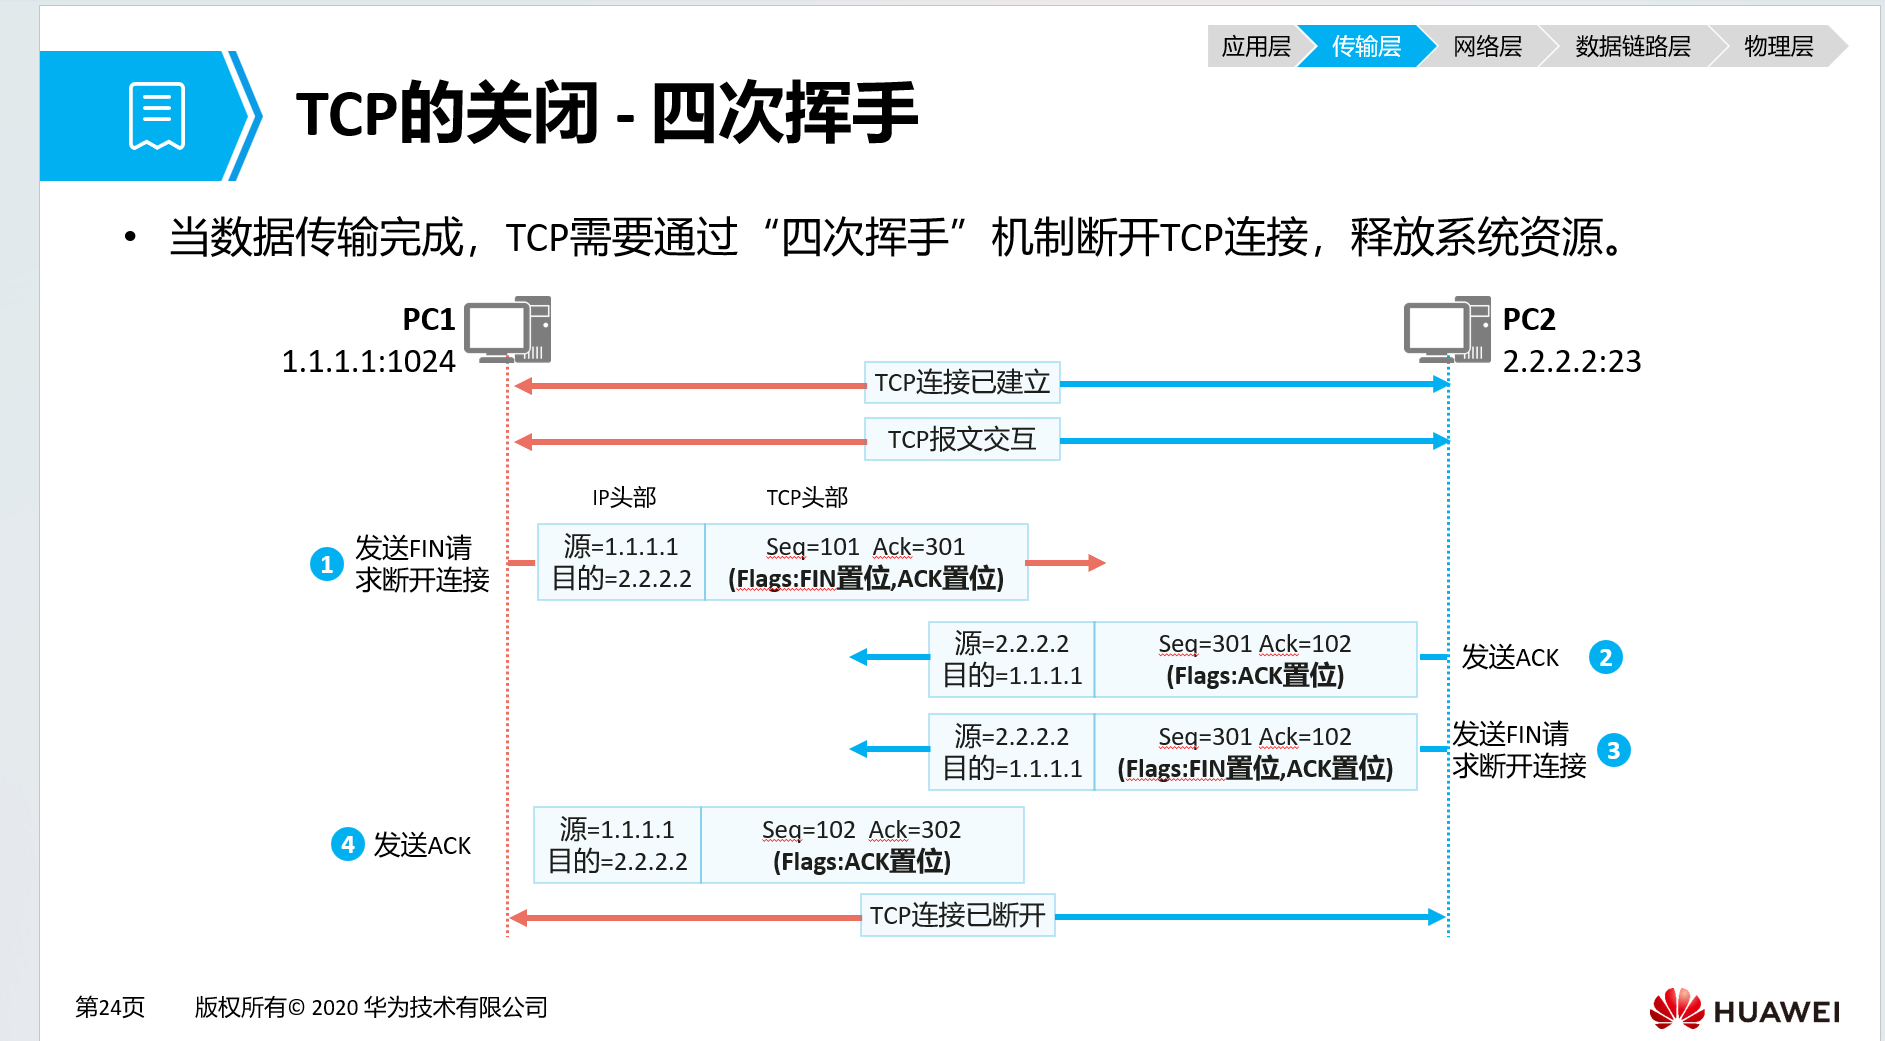 应用层 传输层 网络层 数据链路层 物理层
TCP的关闭 - 四次挥手
• 当数据传输完成，TCP需要通过“四次挥手”机制断开TCP连接，释放系统资源。
PC1
1.1.1.1:1024
PC2
2.2.2.2:23
TCP连接已建立
TCP报文交互
IP头部 TCP头部
1 发送FIN请
求断开连接
源=1.1.1.1
目的=2.2.2.2
Seq=101 Ack=301
(Flags:FIN置位,ACK置位)
源=2.2.2.2
目的=1.1.1.1
Seq=301 Ack=102
(Flags:ACK置位)
发送ACK 2
源=2.2.2.2
目的=1.1.1.1
Seq=301 Ack=102
(Flags:FIN置位,ACK置位)
发送FIN请
求断开连接 3
4 发送ACK
源=1.1.1.1
目的=2.2.2.2
Seq=102 Ack=302
(Flags:ACK置位)
TCP连接已断开
第24页 版权所有© 2020 华为技术有限公司
HUAWEI